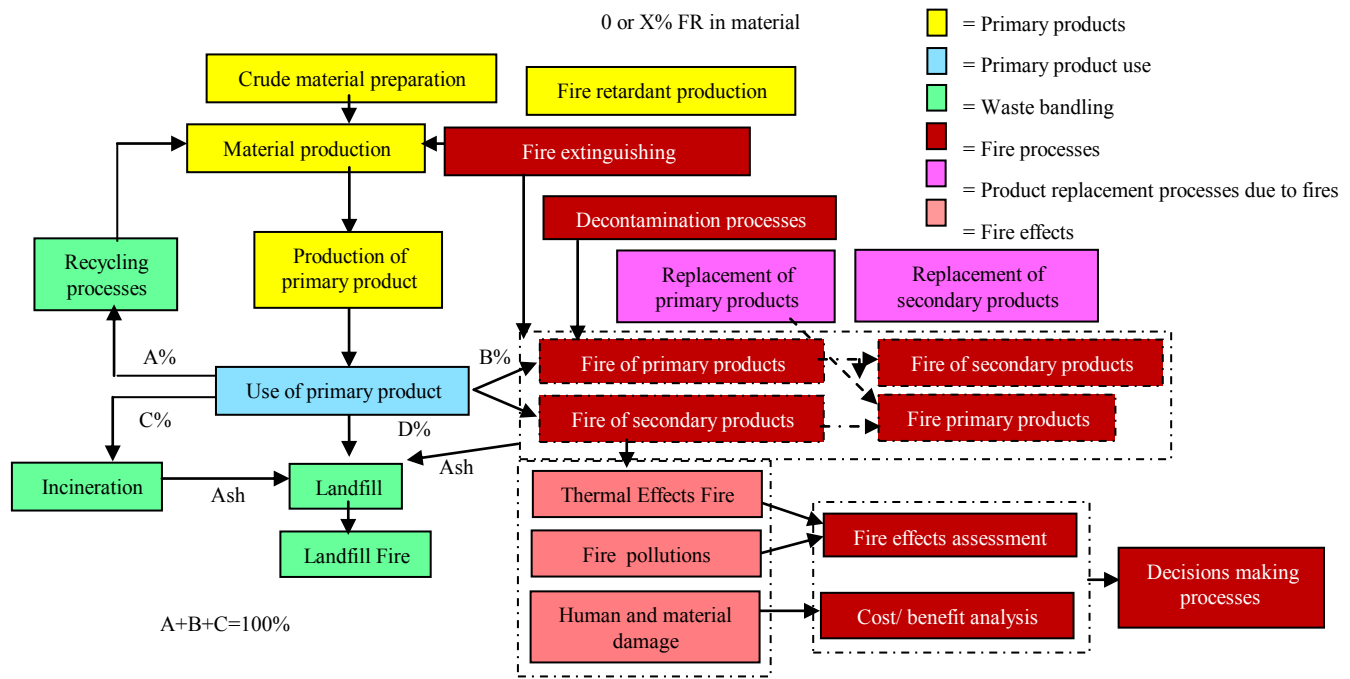 0 or X% FR in material
= Primary products
= Primary product use
= Waste bandling
= Fire processes
= Product replacement processes due to fires
= Fire effects
Crude material preparation
Fire retardant production
Material production
Fire extinguishing
Decontamination processes
Recycling
processes
Production of
primary product
Replacement of
primary products
Replacement of
secondary products
A%
B%
Use of primary product
Fire of primary products
Fire of secondary products
C%
D%
Fire of secondary products
Fire primary products
Ash
Incineration
Ash
Landfill
Thermal Effects Fire
Landfill Fire
Fire pollutions
Fire effects assessment
Decisions making
processes
Human and material
damage
Cost/ benefit analysis
A+B+C=100%